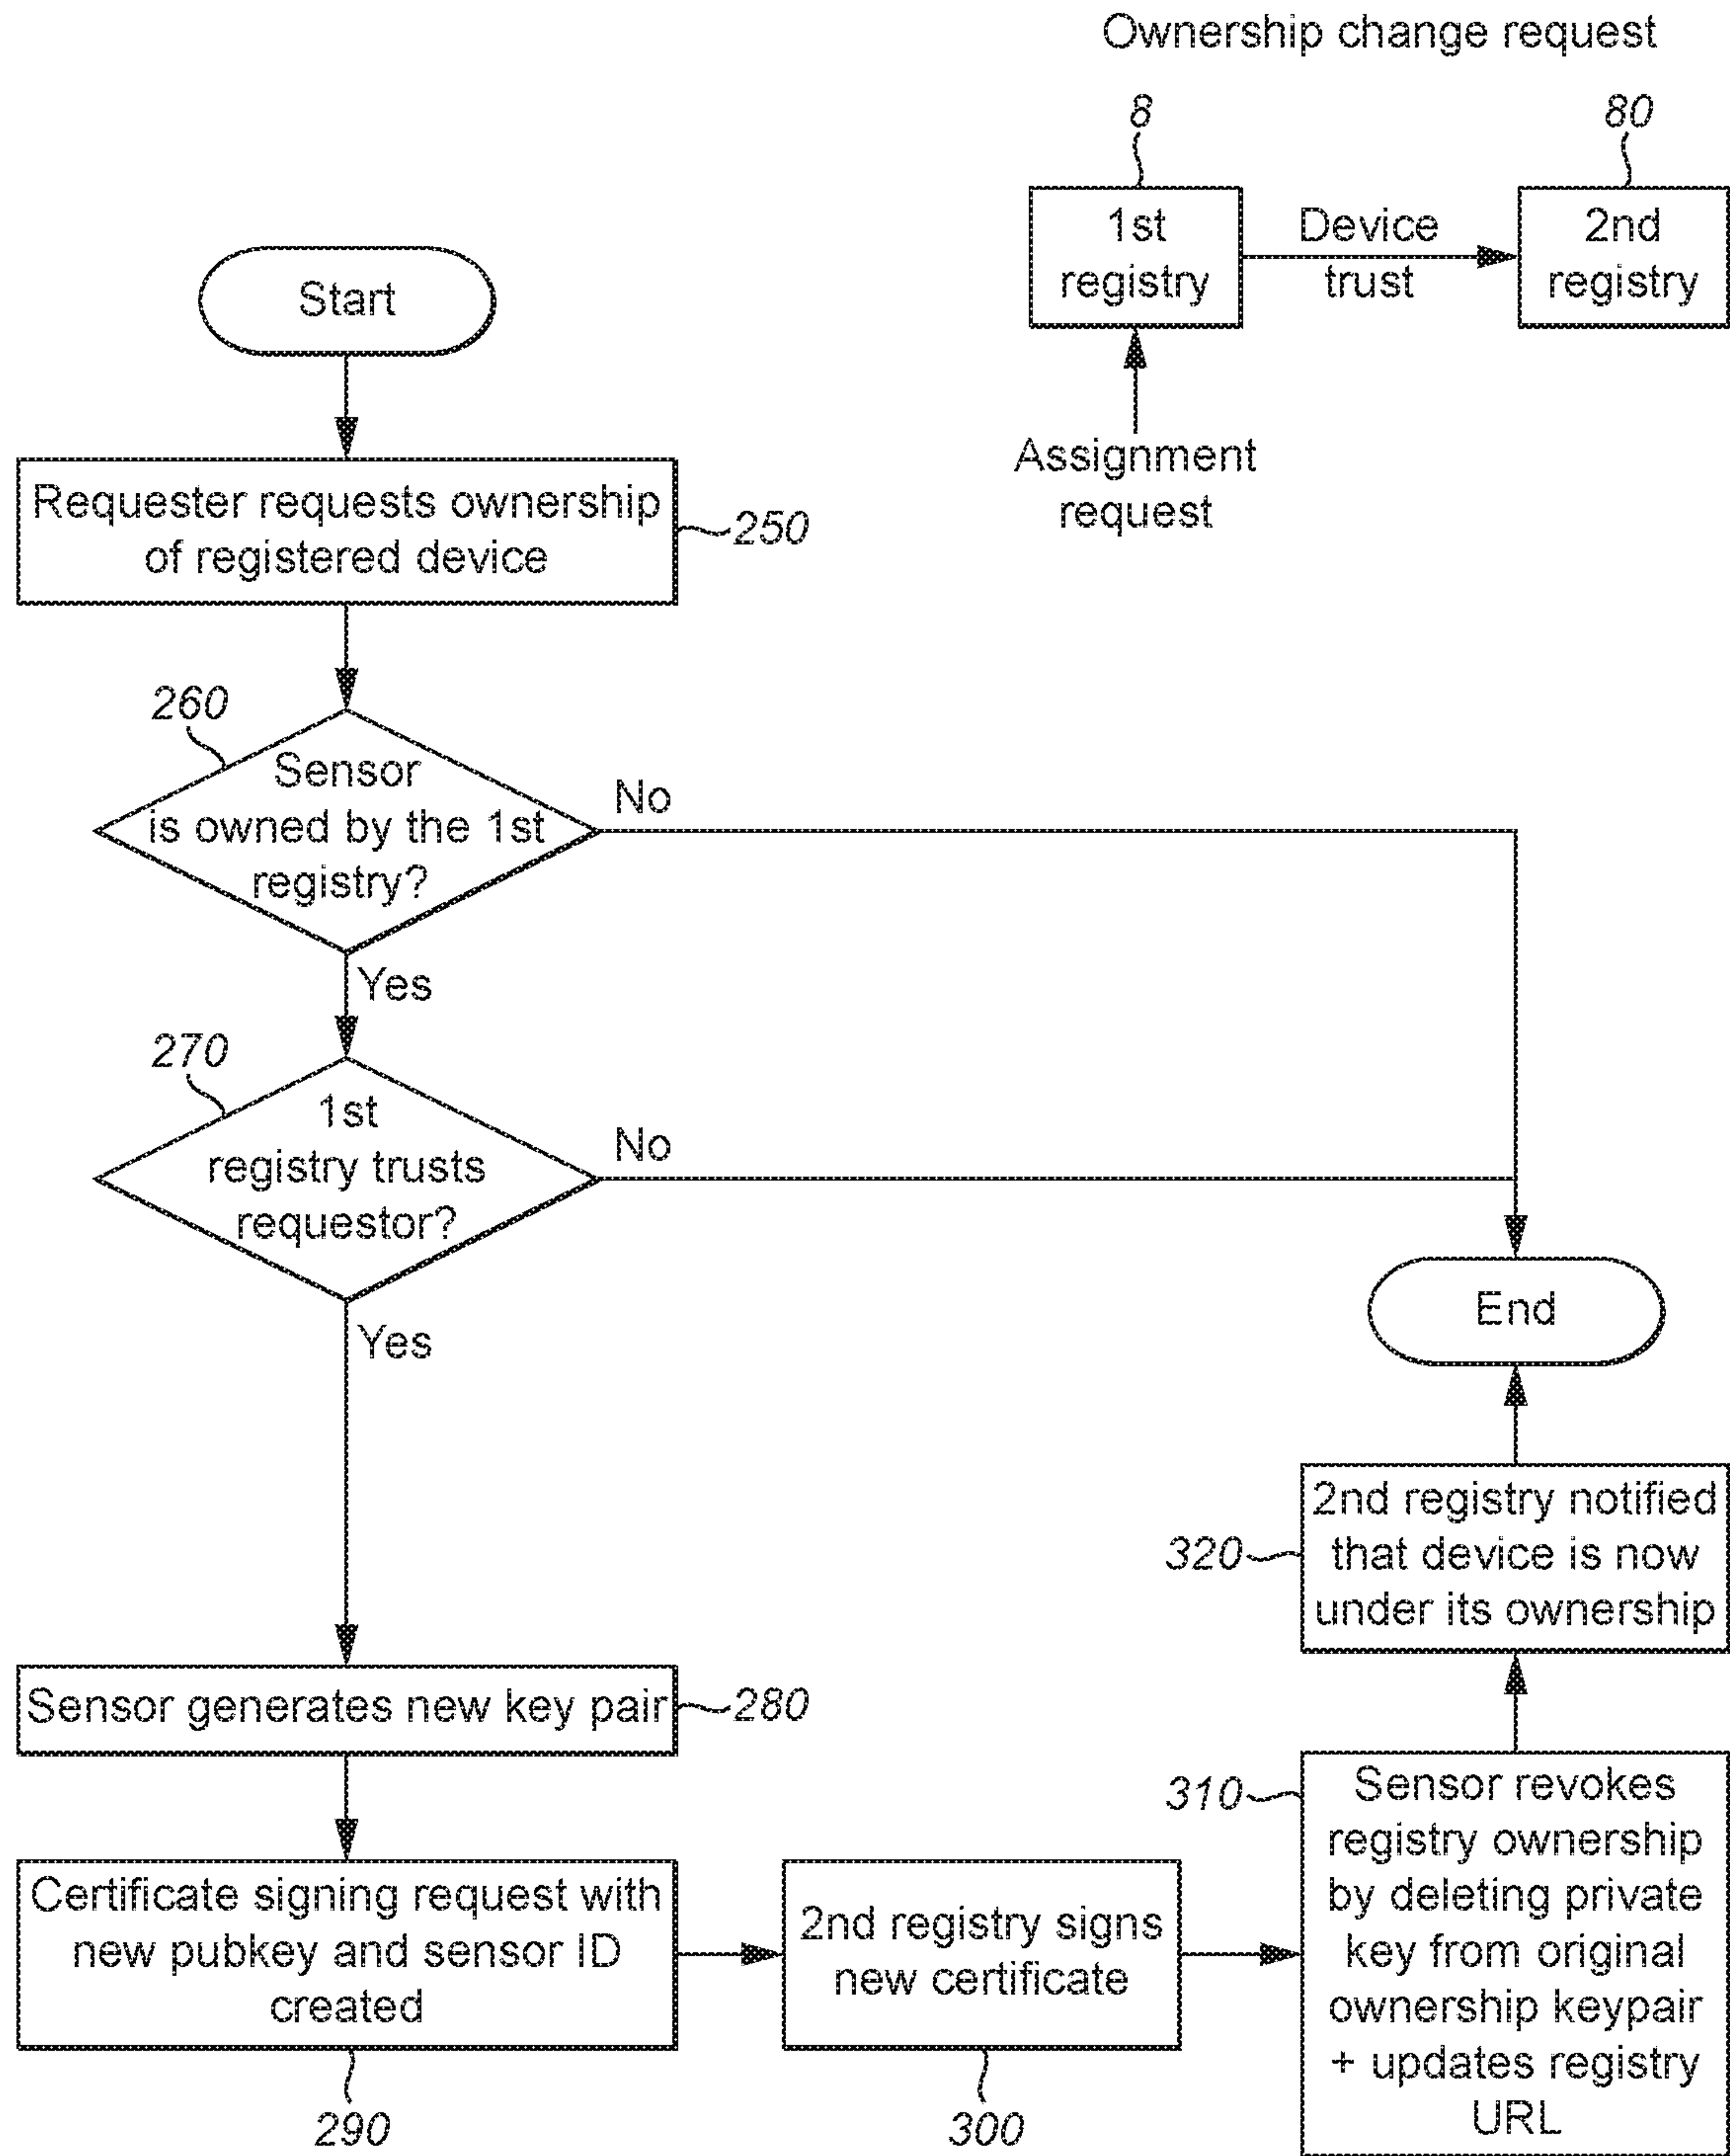 Ownership change request
8
80
1st
registry
Device
trust
2nd
registry
Assignment
request
Start
Requester requests ownership
of registered device
250
260
Sensor
is owned by the 1st
registry?
No
Yes
270
1st
registry trusts
requestor?
No
Yes
End
Sensor generates new key pair
280
Certificate signing request with
new pubkey and sensor ID
created
290
2nd registry signs
new certificate
300
310
Sensor revokes
registry ownership
by deleting private
key from original
ownership keypair
+ updates registry
URL
320
2nd registry notified
that device is now
under its ownership